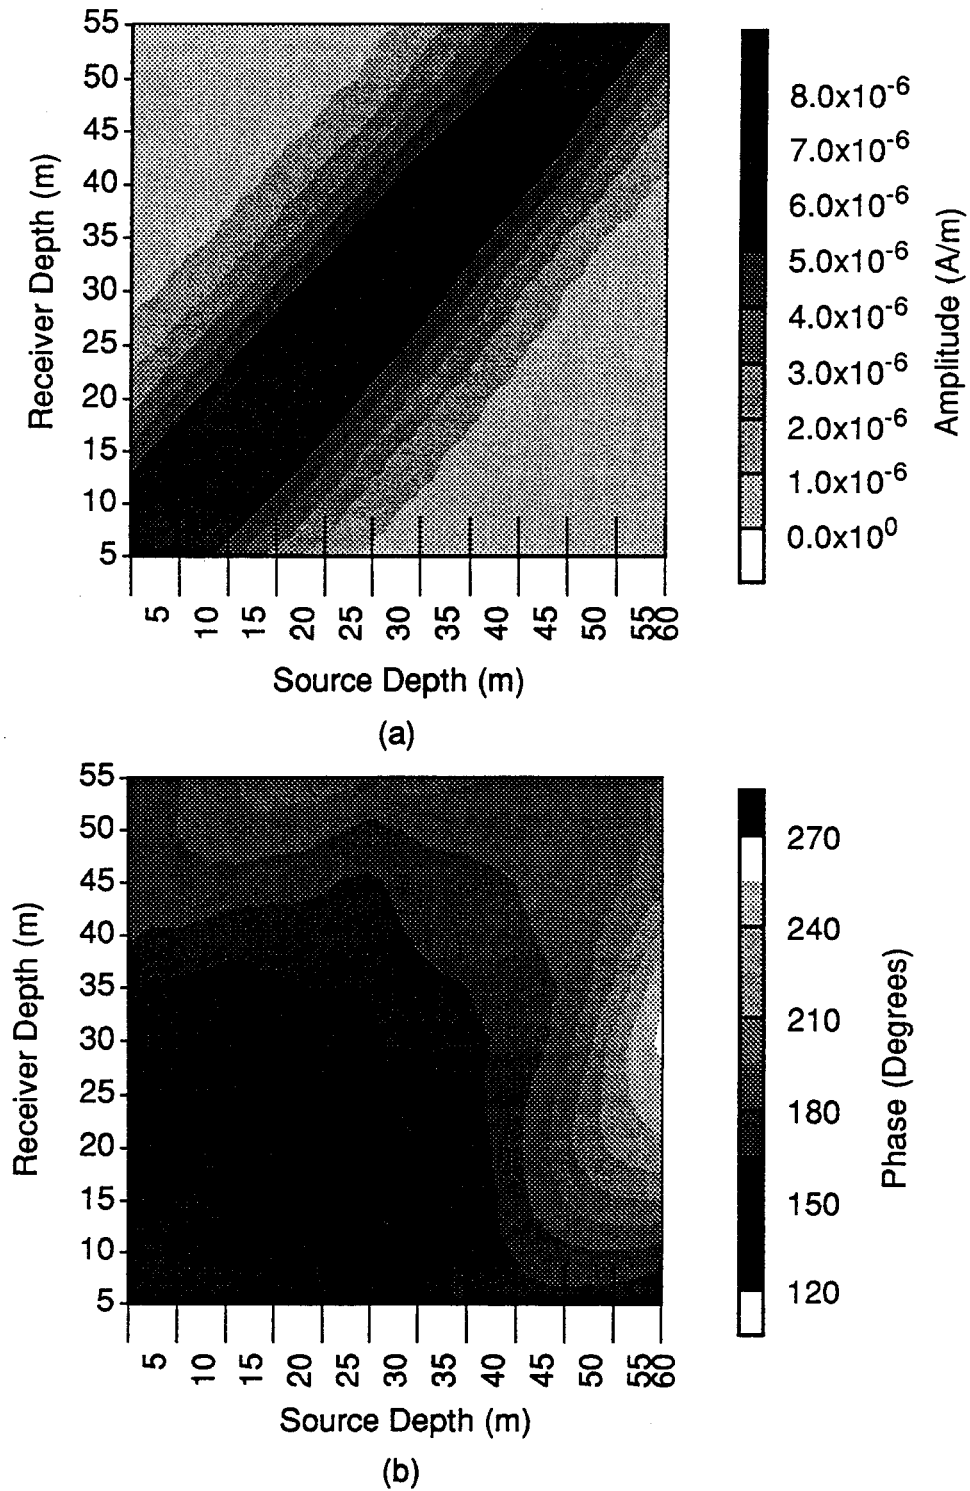 55
50
45
40
35
30
25
20
15
10
5
Receiver Depth (m)
5 10 15 20 25 30 35 40 45 50 55 60
Source Depth (m)
8.0x10⁻⁶
7.0x10⁻⁶
6.0x10⁻⁶
5.0x10⁻⁶
4.0x10⁻⁶
3.0x10⁻⁶
2.0x10⁻⁶
1.0x10⁻⁶
0.0x10⁰
Amplitude (A/m)
(a)
55
50
45
40
35
30
25
20
15
10
5
Receiver Depth (m)
5 10 15 20 25 30 35 40 45 50 55 60
Source Depth (m)
270
240
210
180
150
120
Phase (Degrees)
(b)